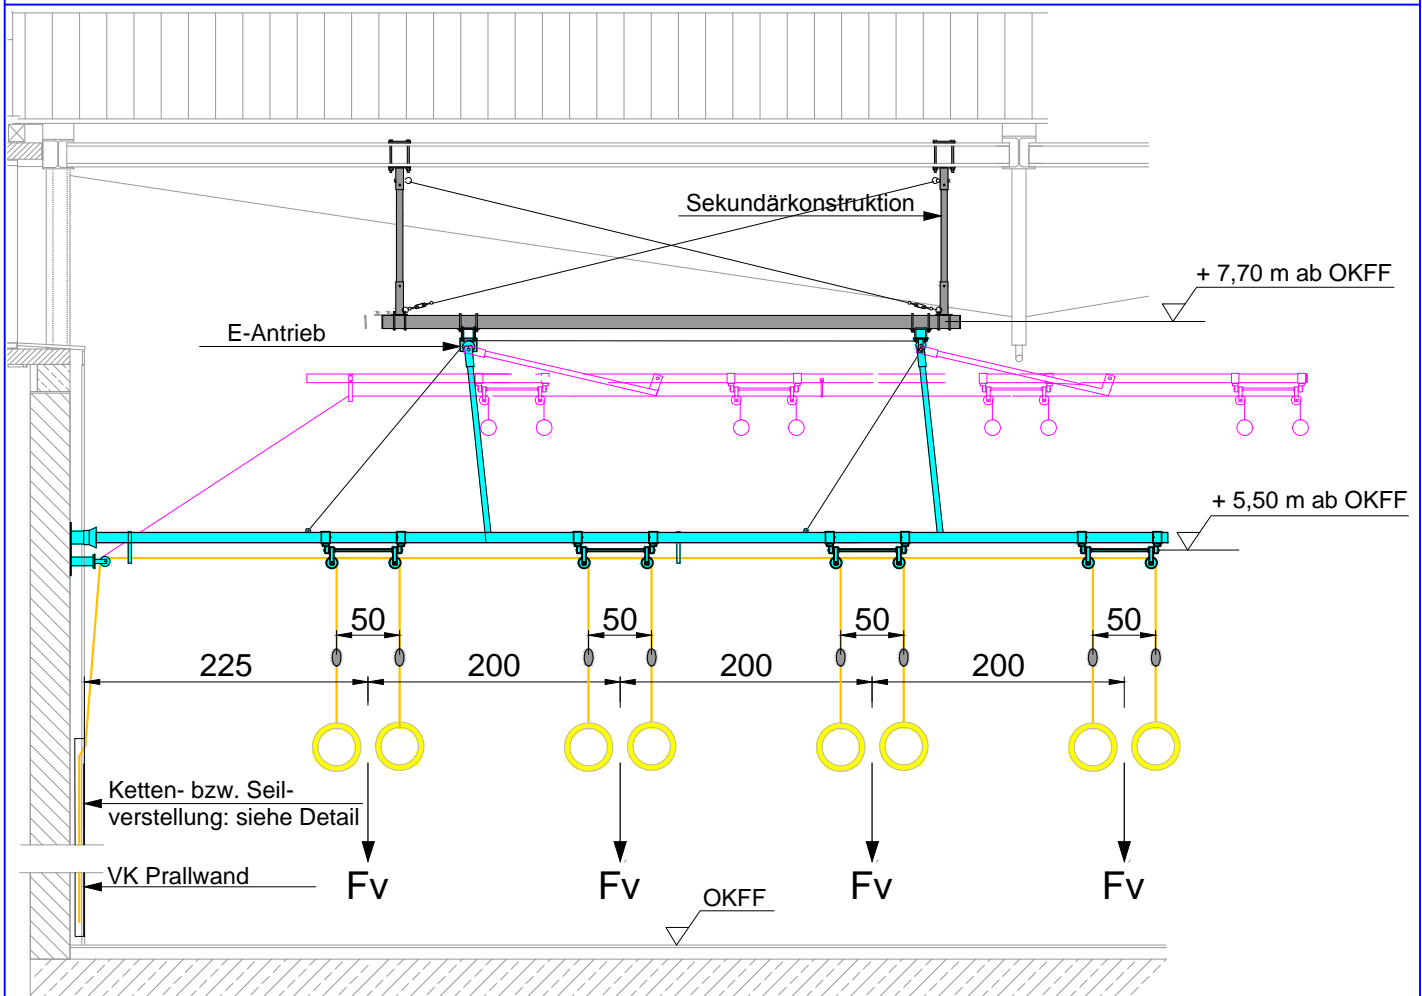 Sekundärkonstruktion
+ 7,70 m ab OKFF
E-Antrieb
+ 5,50 m ab OKFF
50 50 50 50
225 200 200 200
Ketten- bzw. Seil-
verstellung: siehe Detail
VK Prallwand
Fv Fv Fv Fv
OKFF